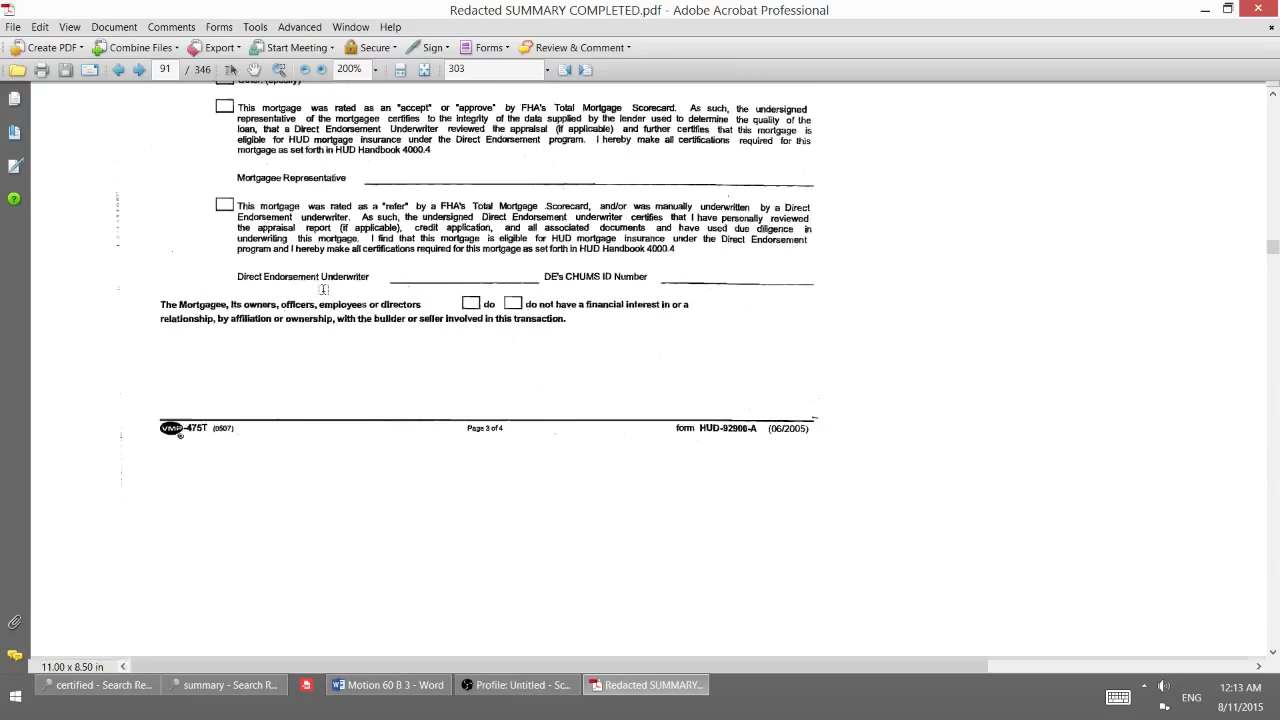 Redacted SUMMARY COMPLETED.pdf - Adobe Acrobat Professional
File Edit View Document Comments Forms Tools Advanced Window Help
Create PDF Combine Files Export Start Meeting Secure Sign Forms Review & Comment
91 / 346 200% 303
Other: (specify)
This mortgage was rated as an "accept" or "approve" by FHA's Total Mortgage Scorecard. As such, the undersigned
representative of the mortgagee certifies to the integrity of the data supplied by the lender used to determine the quality of the
loan, that a Direct Endorsement Underwriter reviewed the appraisal (if applicable) and further certifies that this mortgage is
eligible for HUD mortgage insurance under the Direct Endorsement program. I hereby make all certifications required for this
mortgage as set forth in HUD Handbook 4000.4
Mortgagee Representative
This mortgage was rated as a "refer" by a FHA's Total Mortgage .Scorecard, and/or was manually underwritten by a Direct
Endorsement underwriter. As such, the undersigned Direct Endorsement underwriter certifies that I have personally reviewed
the appraisal report (if applicable), credit application, and all associated documents and have used due diligence in
underwriting this mortgage. I find that this mortgage is eligible for HUD mortgage insurance under the Direct Endorsement
program and I hereby make all certifications required for this mortgage as set forth in HUD Handbook 4000.4
Direct Endorsement Underwriter DE's CHUMS ID Number
The Mortgagee, its owners, officers, employees or directors do do not have a financial interest in or a
relationship, by affiliation or ownership, with the builder or seller involved in this transaction.
VMP®-475T (0507) Page 3 of 4 form HUD-92900-A (06/2005)
11.00 x 8.50 in
certified - Search Re... summary - Search R... Motion 60 B 3 - Word Profile: Untitled - Sc... Redacted SUMMARY... ENG 12:13 AM
8/11/2015